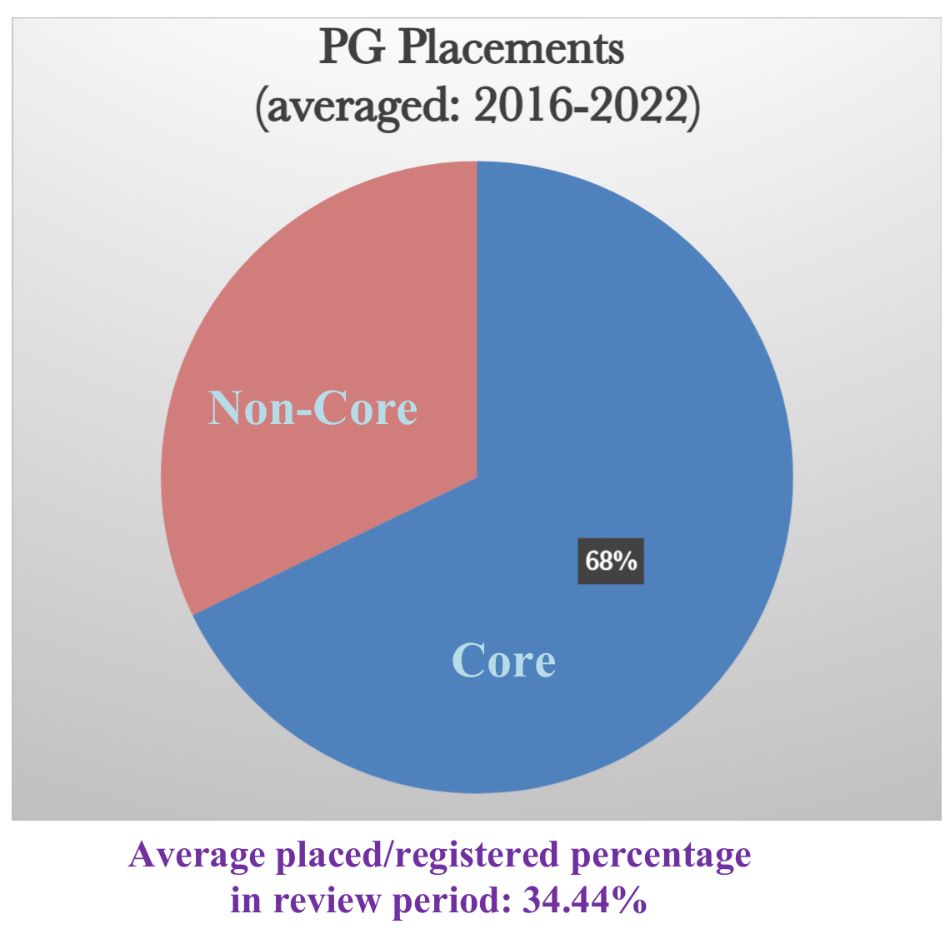 PG Placements
(averaged: 2016-2022)
Non-Core
68%
Core
Average placed/registered percentage
in review period: 34.44%